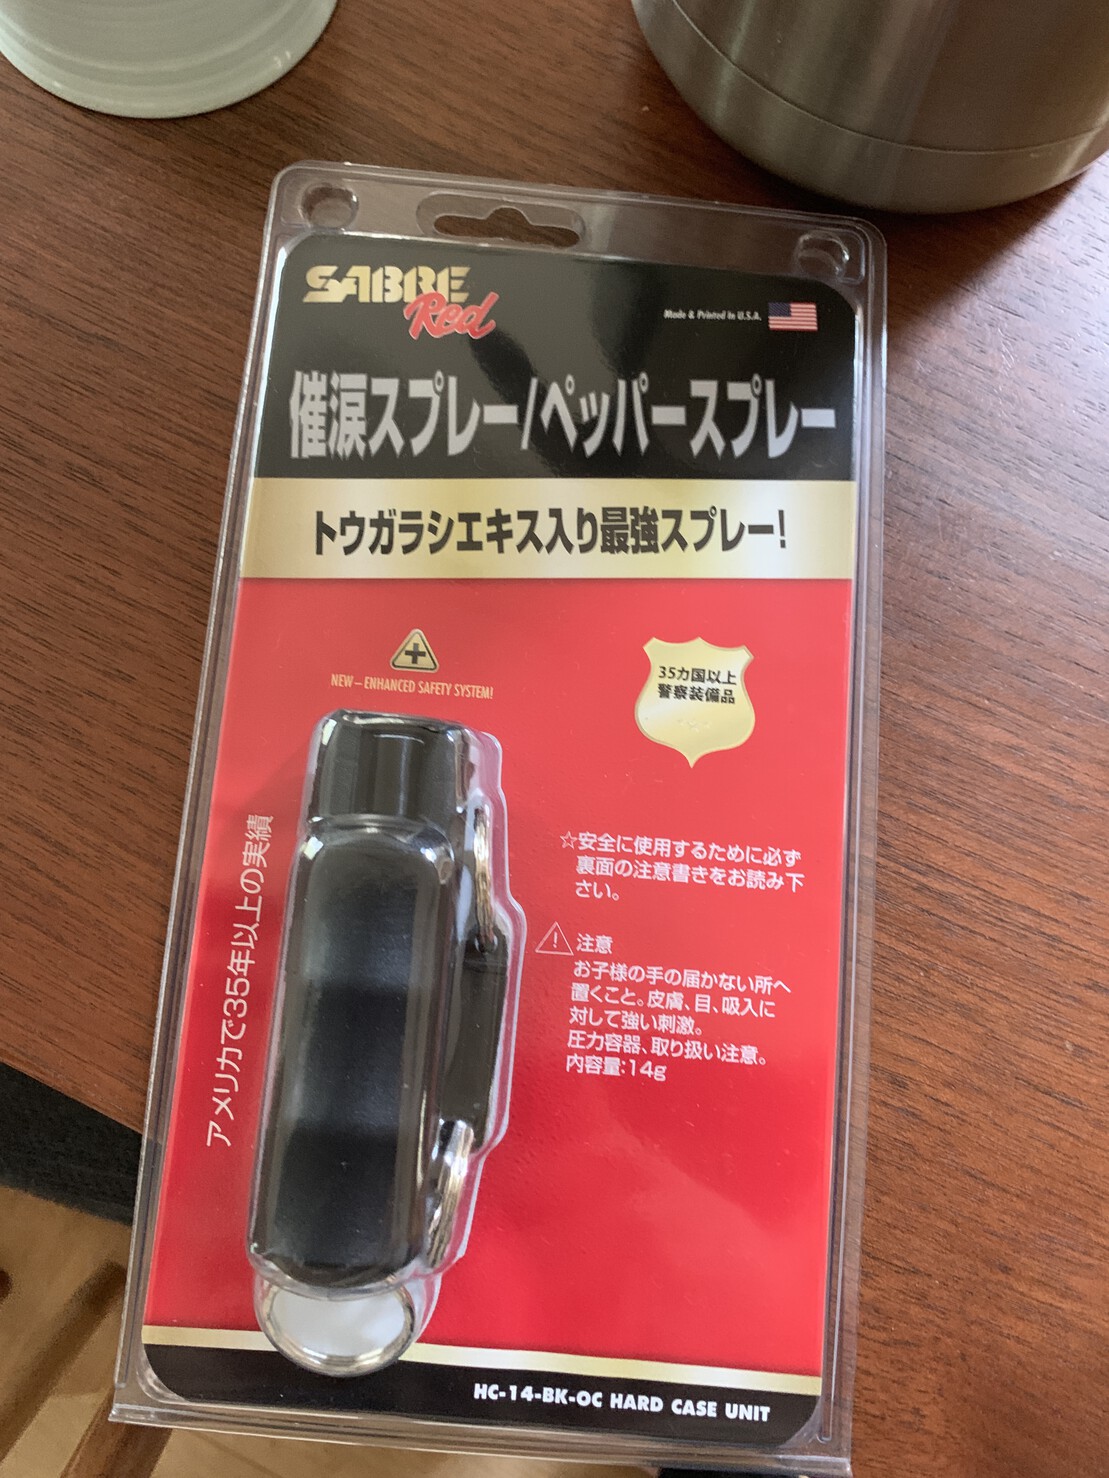 SABRE
Red
Made & Printed in U.S.A.
催涙スプレー/ペッパースプレー
トウガラシエキス入り最強スプレー!
NEW – ENHANCED SAFETY SYSTEM!
35カ国以上
警察装備品
アメリカで35年以上の実績
☆安全に使用するために必ず
裏面の注意書きをお読み下
さい。
注意
お子様の手の届かない所へ
置くこと。皮膚、目、吸入に
対して強い刺激。
圧力容器、取り扱い注意。
内容量:14g
HC-14-BK-OC HARD CASE UNIT